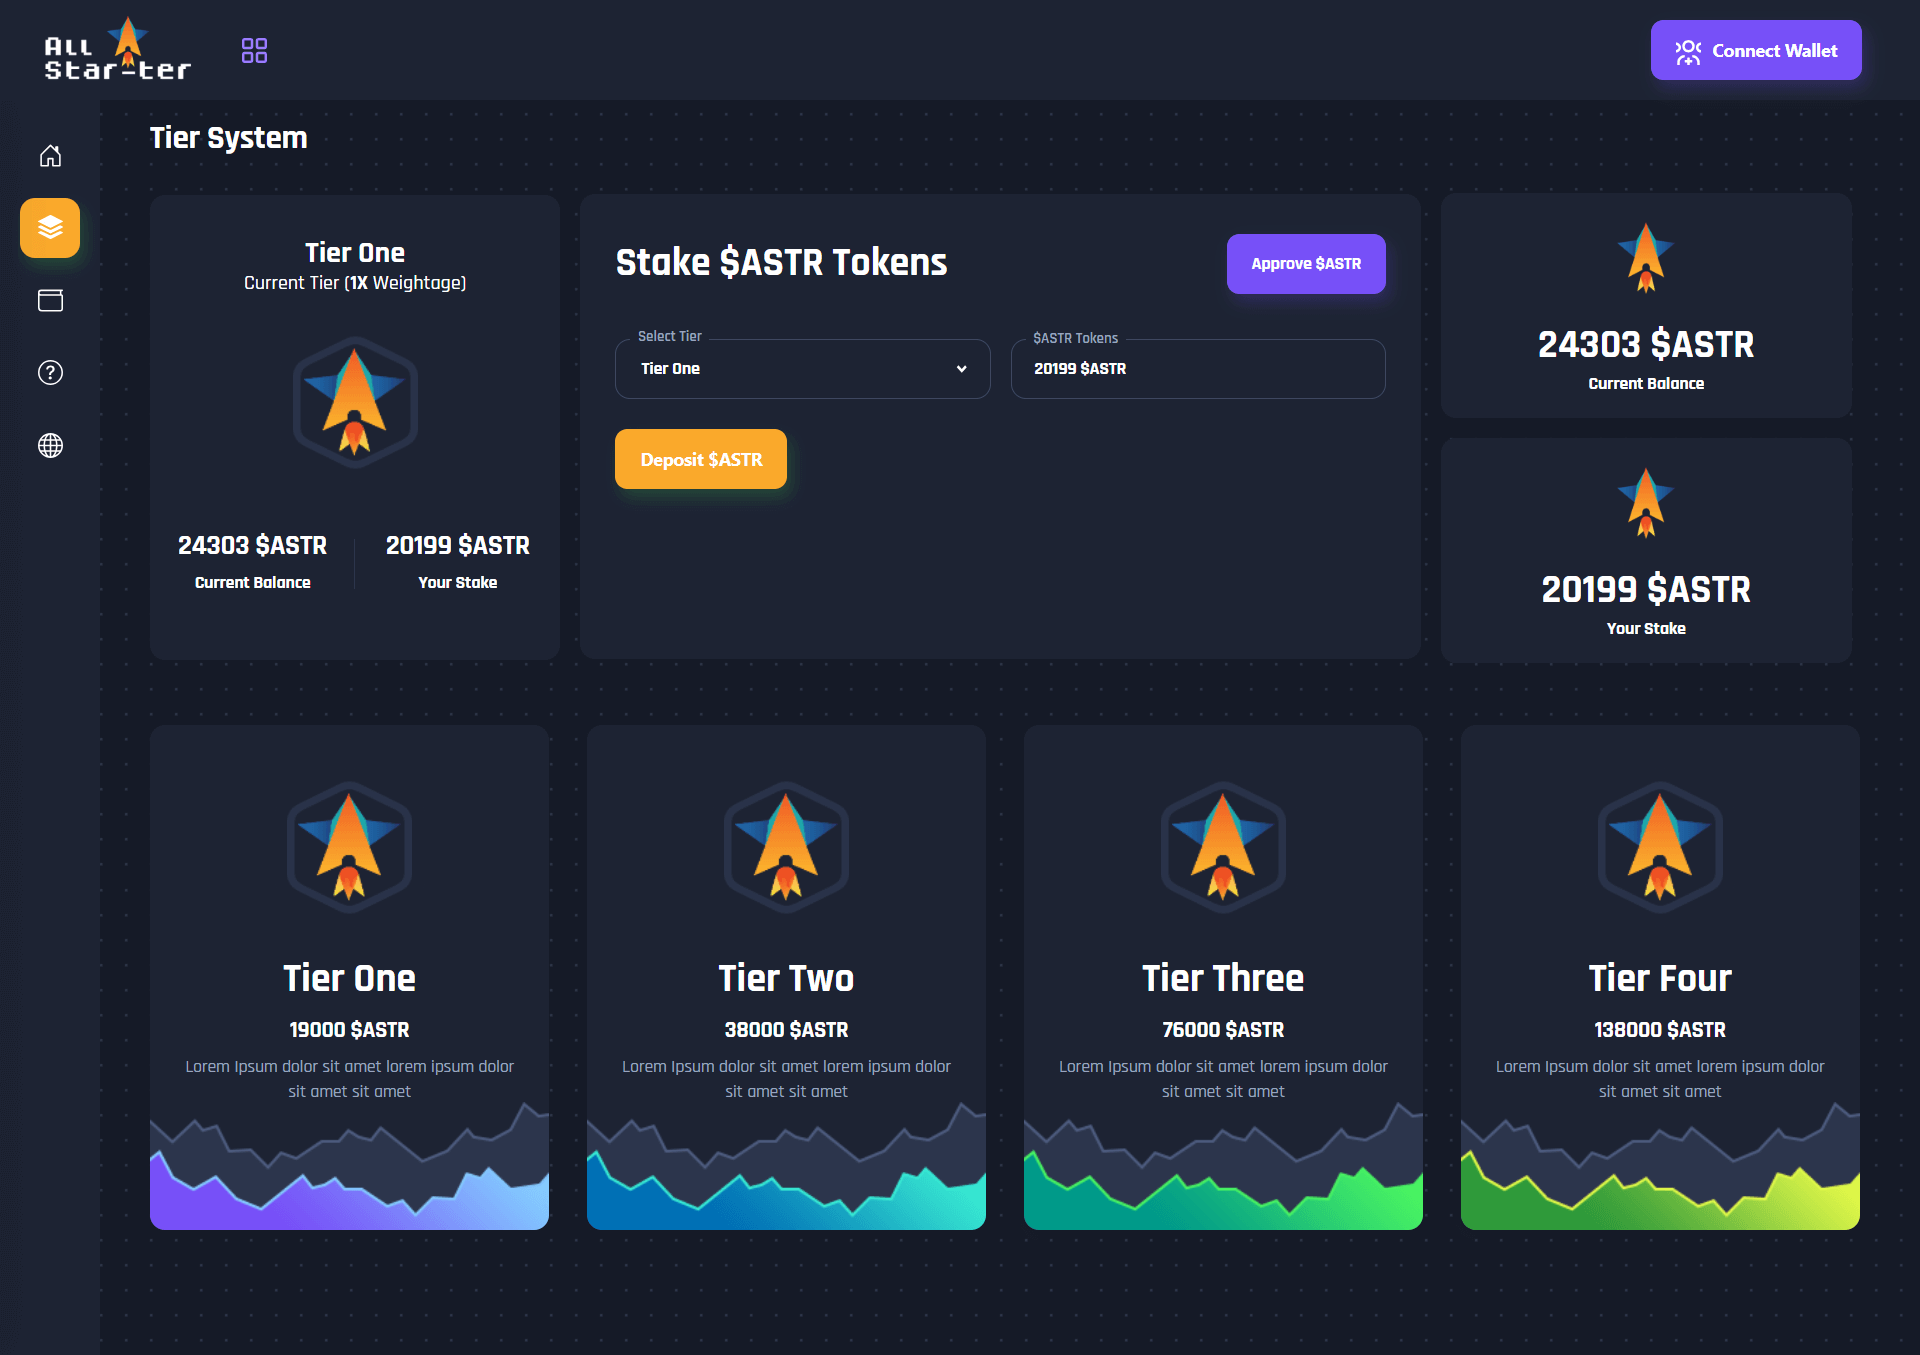 All
Star-ter
Connect Wallet
Tier System
Tier One
Current Tier (1X Weightage)
24303 $ASTR
Current Balance
20199 $ASTR
Your Stake
Stake $ASTR Tokens
Approve $ASTR
Select Tier
Tier One
$ASTR Tokens
20199 $ASTR
Deposit $ASTR
24303 $ASTR
Current Balance
20199 $ASTR
Your Stake
Tier One
19000 $ASTR
Lorem Ipsum dolor sit amet lorem ipsum dolor
sit amet sit amet
Tier Two
38000 $ASTR
Lorem Ipsum dolor sit amet lorem ipsum dolor
sit amet sit amet
Tier Three
76000 $ASTR
Lorem Ipsum dolor sit amet lorem ipsum dolor
sit amet sit amet
Tier Four
138000 $ASTR
Lorem Ipsum dolor sit amet lorem ipsum dolor
sit amet sit amet